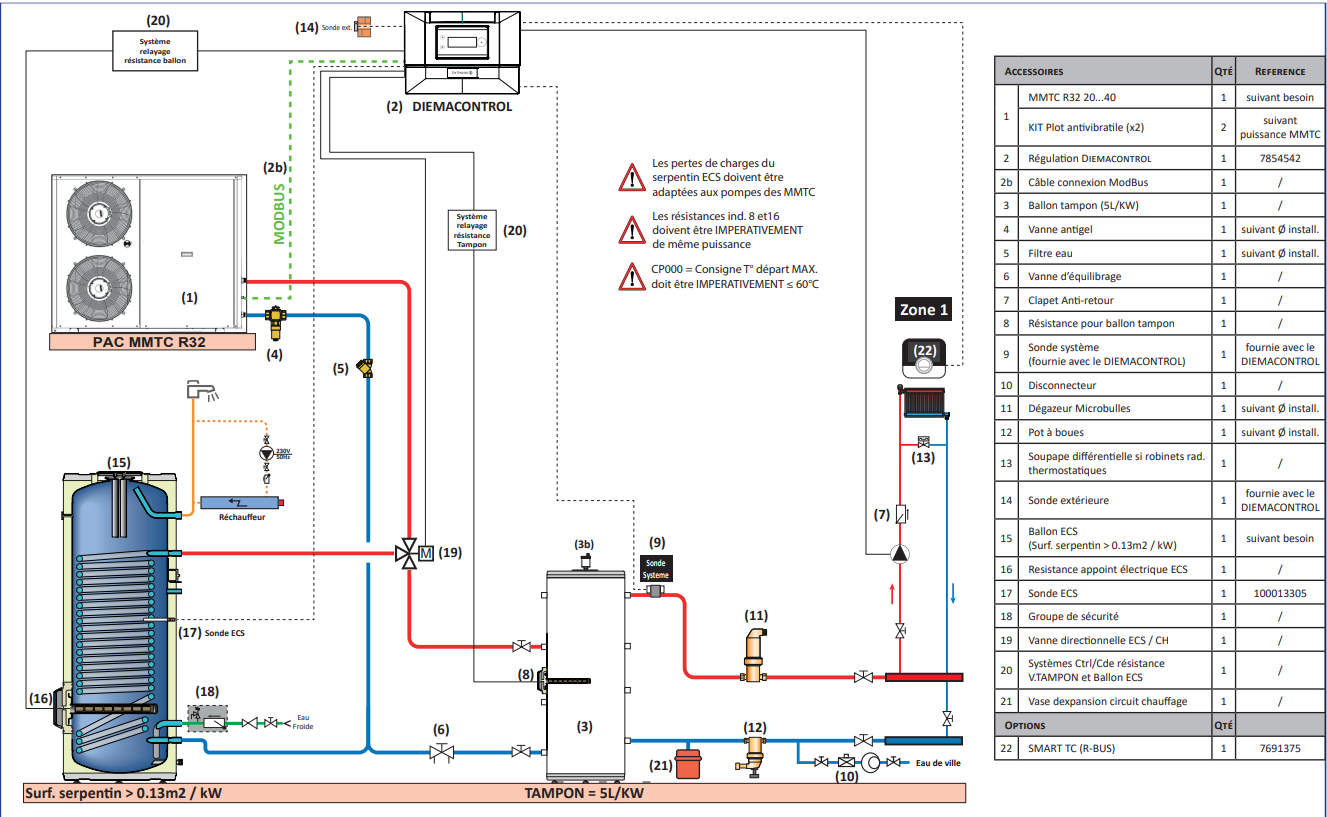 (20)
Système
relayage
résistance ballon
(14) Sonde ext.
(2) DIEMACONTROL
(2b)
MODBUS
(1)
PAC MMTC R32
(4)
(5)
Système
relayage
résistance
Tampon
(20)
Les pertes de charges du
serpentin ECS doivent être
adaptées aux pompes des MMTC
Les résistances ind. 8 et16
doivent être IMPERATIVEMENT
de même puissance
CP000 = Consigne T° départ MAX.
doit être IMPERATIVEMENT ≤ 60°C
Zone 1
(22)
(13)
(7)
230V
50Hz
Réchauffeur
(15)
M (19)
(3b)
(9)
Sonde
Systeme
(17) Sonde ECS
(11)
(8)
(16)
(18)
Eau
Froide
(6)
(3)
(12)
(21)
(10)
Eau de ville
Surf. serpentin > 0.13m2 / kW
TAMPON = 5L/KW
ACCESSOIRES QTÉ REFERENCE
1 MMTC R32 20...40 1 suivant besoin
KIT Plot antivibratile (x2) 2 suivant
puissance MMTC
2 Régulation DIEMACONTROL 1 7854542
2b Câble connexion ModBus 1 /
3 Ballon tampon (5L/KW) 1 /
4 Vanne antigel 1 suivant Ø install.
5 Filtre eau 1 suivant Ø install.
6 Vanne d'équilibrage 1 /
7 Clapet Anti-retour 1 /
8 Résistance pour ballon tampon 1 /
9 Sonde système
(fournie avec le DIEMACONTROL) 1 fournie avec le
DIEMACONTROL
10 Disconnecteur 1 /
11 Dégazeur Microbulles 1 suivant Ø install.
12 Pot à boues 1 suivant Ø install.
13 Soupape différentielle si robinets rad.
thermostatiques 1 /
14 Sonde extérieure 1 fournie avec le
DIEMACONTROL
15 Ballon ECS
(Surf. serpentin > 0.13m2 / kW) 1 suivant besoin
16 Resistance appoint électrique ECS 1 /
17 Sonde ECS 1 100013305
18 Groupe de sécurité 1 /
19 Vanne directionnelle ECS / CH 1 /
20 Systèmes Ctrl/Cde résistance
V.TAMPON et Ballon ECS 1 /
21 Vase dexpansion circuit chauffage 1 /
OPTIONS QTÉ
22 SMART TC (R-BUS) 1 7691375